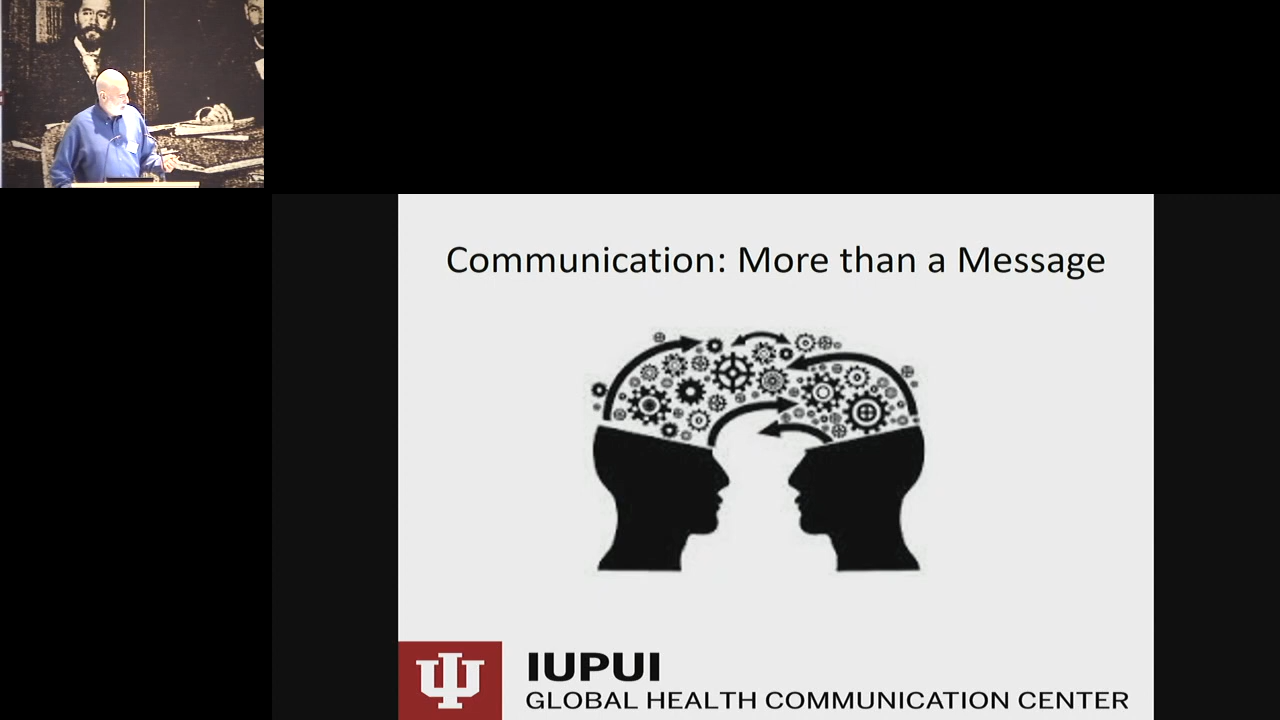 Communication: More than a Message
IUPUI
GLOBAL HEALTH COMMUNICATION CENTER